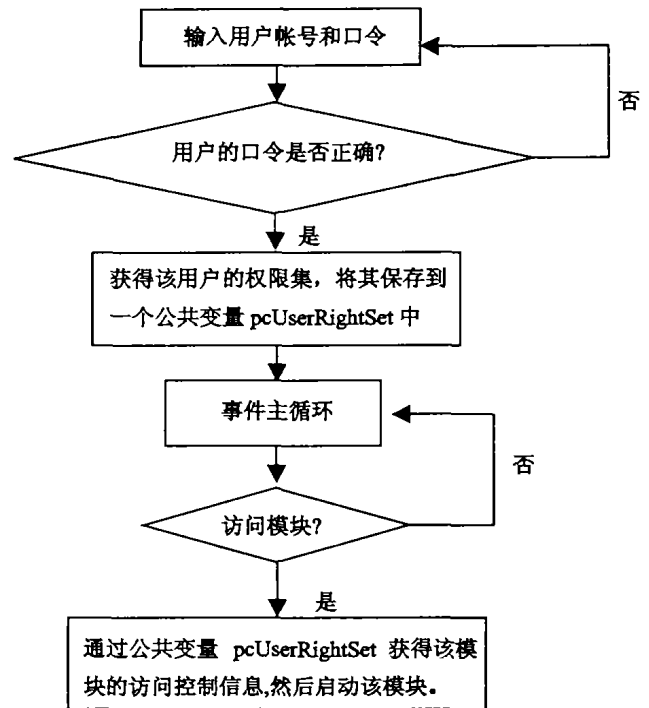 输入用户帐号和口令
否
用户的口令是否正确?
是
获得该用户的权限集，将其保存到
一个公共变量 pcUserRightSet 中
事件主循环
否
访问模块?
是
通过公共变量 pcUserRightSet 获得该模
块的访问控制信息,然后启动该模块。